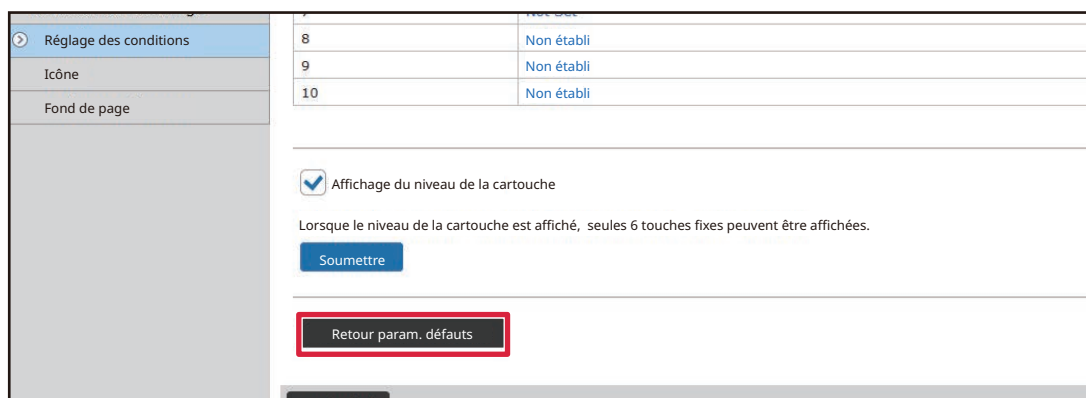 Réglage des conditions
Icône
Fond de page
8 Non établi
9 Non établi
10 Non établi
Affichage du niveau de la cartouche
Lorsque le niveau de la cartouche est affiché, seules 6 touches fixes peuvent être affichées.
Soumettre
Retour param. défauts